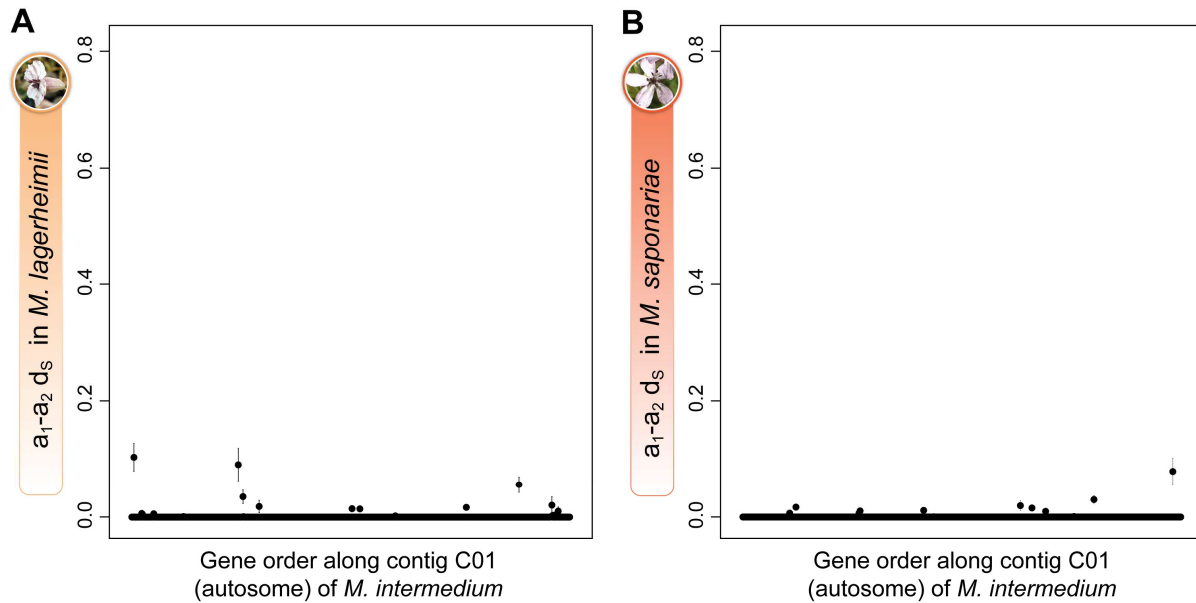 A
a₁-a₂ dₛ in M. lagerheimii
0.8
0.6
0.4
0.2
0.0
Gene order along contig C01
(autosome) of M. intermedium
B
a₁-a₂ dₛ in M. saponariae
0.8
0.6
0.4
0.2
0.0
Gene order along contig C01
(autosome) of M. intermedium